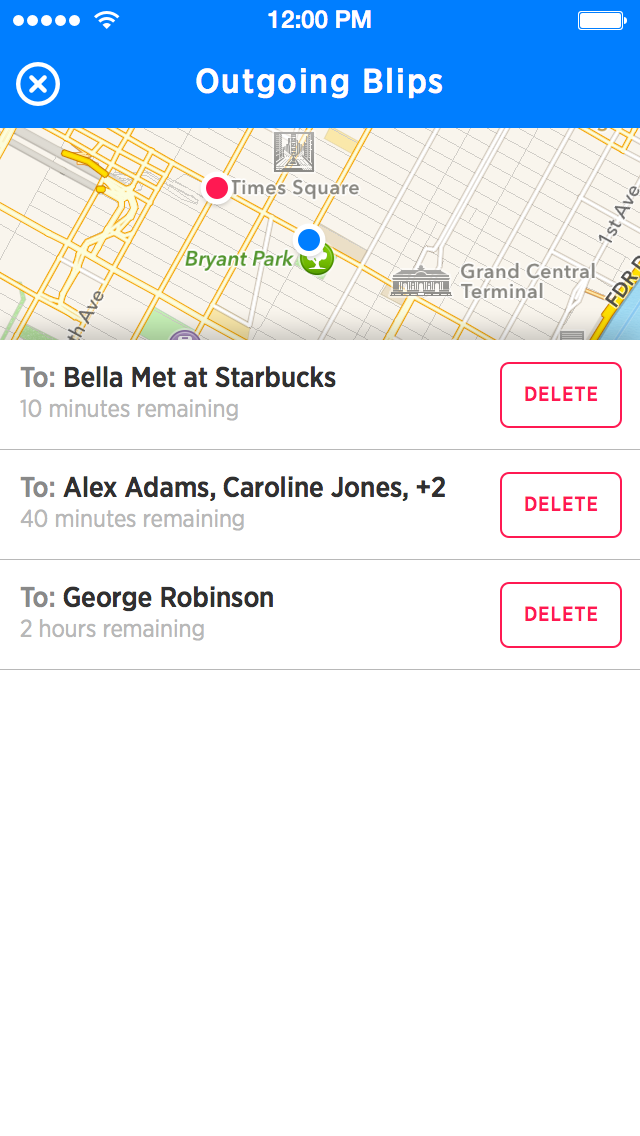 12:00 PM
Outgoing Blips
Times Square
1st Ave
Bryant Park
Grand Central
Terminal
FDR D
th Ave
To: Bella Met at Starbucks
10 minutes remaining
DELETE
To: Alex Adams, Caroline Jones, +2
40 minutes remaining
DELETE
To: George Robinson
2 hours remaining
DELETE